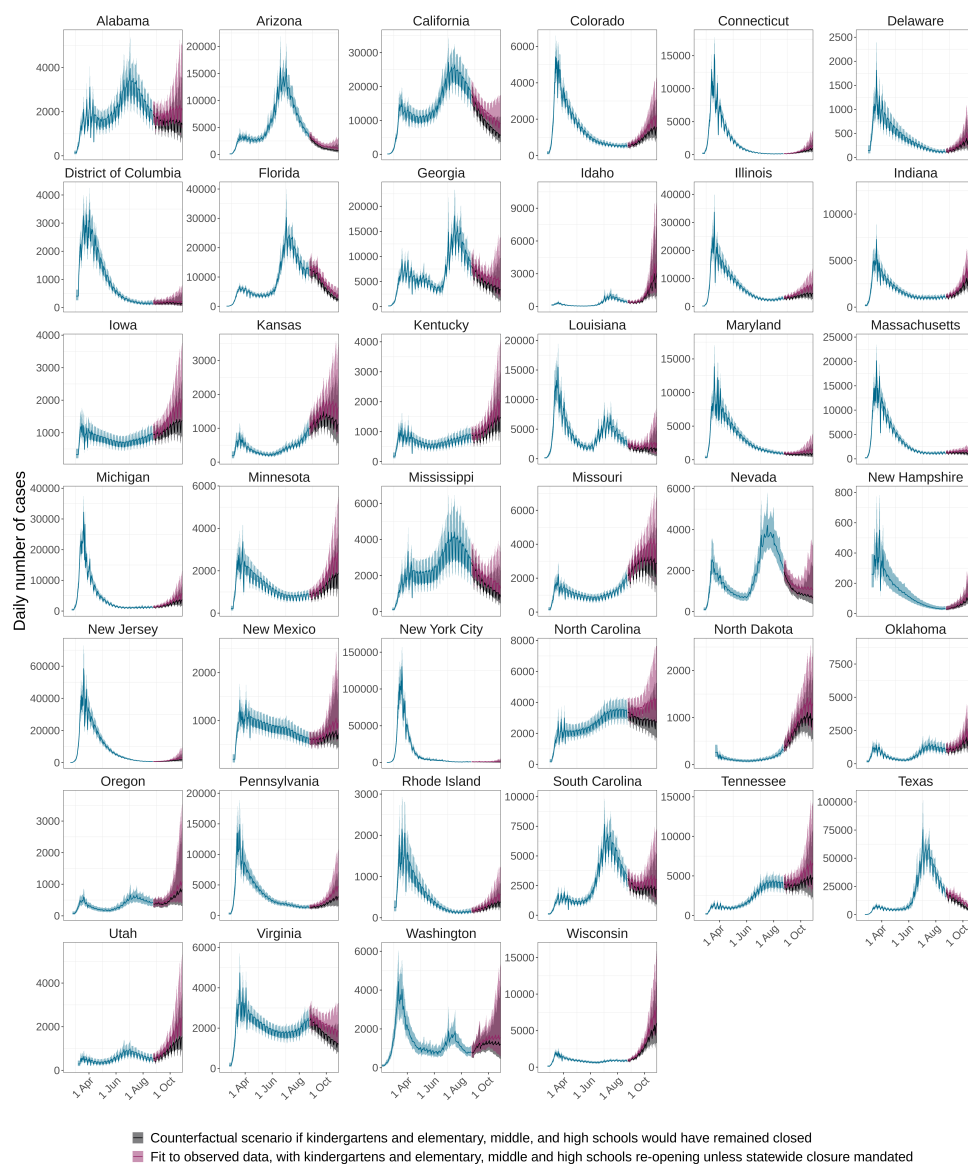 Alabama Arizona California Colorado Connecticut Delaware
4000 2000 0
20000 15000 10000 5000 0
30000 20000 10000 0
6000 4000 2000 0
15000 10000 5000 0
2500 2000 1500 1000 500 0
District of Columbia Florida Georgia Idaho Illinois Indiana
4000 3000 2000 1000 0
40000 30000 20000 10000 0
20000 15000 10000 5000 0
9000 6000 3000 0
40000 30000 20000 10000 0
10000 5000 0
Iowa Kansas Kentucky Louisiana Maryland Massachusetts
4000 3000 2000 1000
3000 2000 1000 0
4000 3000 2000 1000 0
20000 15000 10000 5000 0
15000 10000 5000 0
25000 20000 15000 10000 5000 0
Daily number of cases
Michigan Minnesota Mississippi Missouri Nevada New Hampshire
40000 30000 20000 10000 0
6000 4000 2000 0
6000 4000 2000 0
6000 4000 2000 0
6000 4000 2000 0
800 600 400 200 0
New Jersey New Mexico New York City North Carolina North Dakota Oklahoma
60000 40000 20000 0
2000 1000
150000 100000 50000 0
8000 6000 4000 2000 0
2000 1000 0
7500 5000 2500 0
Oregon Pennsylvania Rhode Island South Carolina Tennessee Texas
3000 2000 1000 0
20000 15000 10000 5000 0
3000 2000 1000 0
10000 7500 5000 2500 0
15000 10000 5000 0
100000 75000 50000 25000 0
1 Apr 1 Jun 1 Aug 1 Oct 1 Apr 1 Jun 1 Aug 1 Oct
Utah Virginia Washington Wisconsin
4000 2000 0
6000 4000 2000 0
6000 4000 2000 0
15000 10000 5000 0
1 Apr 1 Jun 1 Aug 1 Oct 1 Apr 1 Jun 1 Aug 1 Oct 1 Apr 1 Jun 1 Aug 1 Oct 1 Apr 1 Jun 1 Aug 1 Oct
Counterfactual scenario if kindergartens and elementary, middle, and high schools would have remained closed
Fit to observed data, with kindergartens and elementary, middle and high schools re-opening unless statewide closure mandated